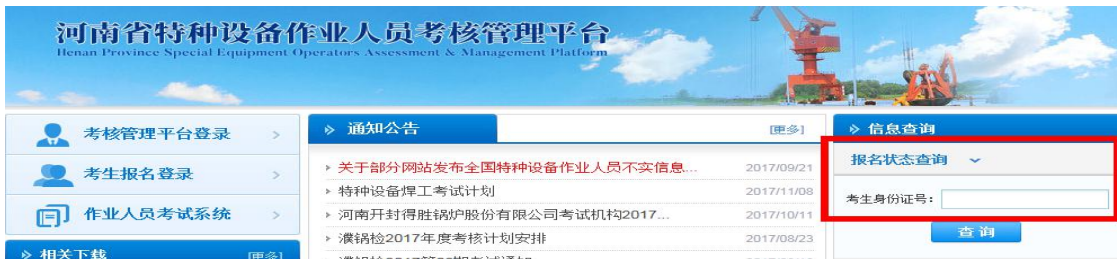 河南省特种设备作业人员考核管理平台
Henan Province Special Equipment Operators Assessment & Management Platform
考核管理平台登录
考生报名登录
作业人员考试系统
相关下载
[更多]
通知公告
[更多]
关于部分网站发布全国特种设备作业人员不实信息...
2017/09/21
特种设备焊工考试计划
2017/11/08
河南开封得胜锅炉股份有限公司考试机构2017...
2017/10/11
濮锅检2017年度考核计划安排
2017/08/23
信息查询
报名状态查询
考生身份证号：
查 询